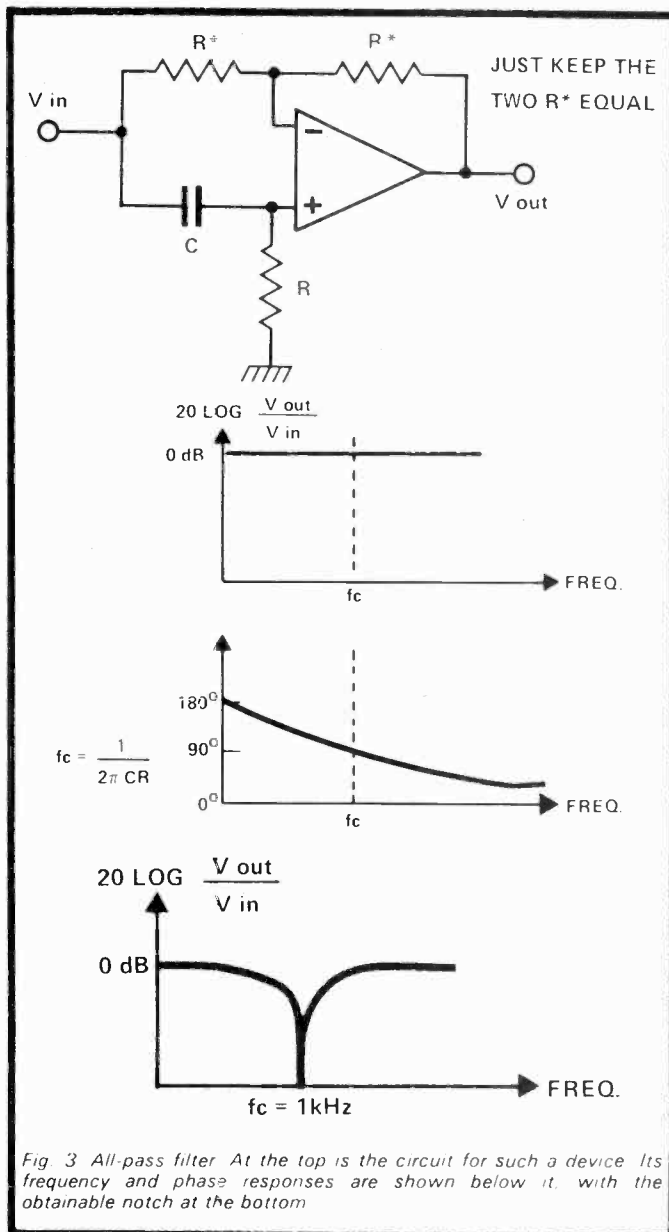 R*
R*
JUST KEEP THE
TWO R* EQUAL
V in
−
+
V out
C
R
20 LOG V out
V in
0 dB
FREQ.
fc
180°
fc = 1
2π CR
90°
0°
FREQ.
fc
20 LOG V out
V in
0 dB
FREQ.
fc = 1kHz
Fig. 3 All-pass filter At the top is the circuit for such a device Its
frequency and phase responses are shown below it, with the
obtainable notch at the bottom